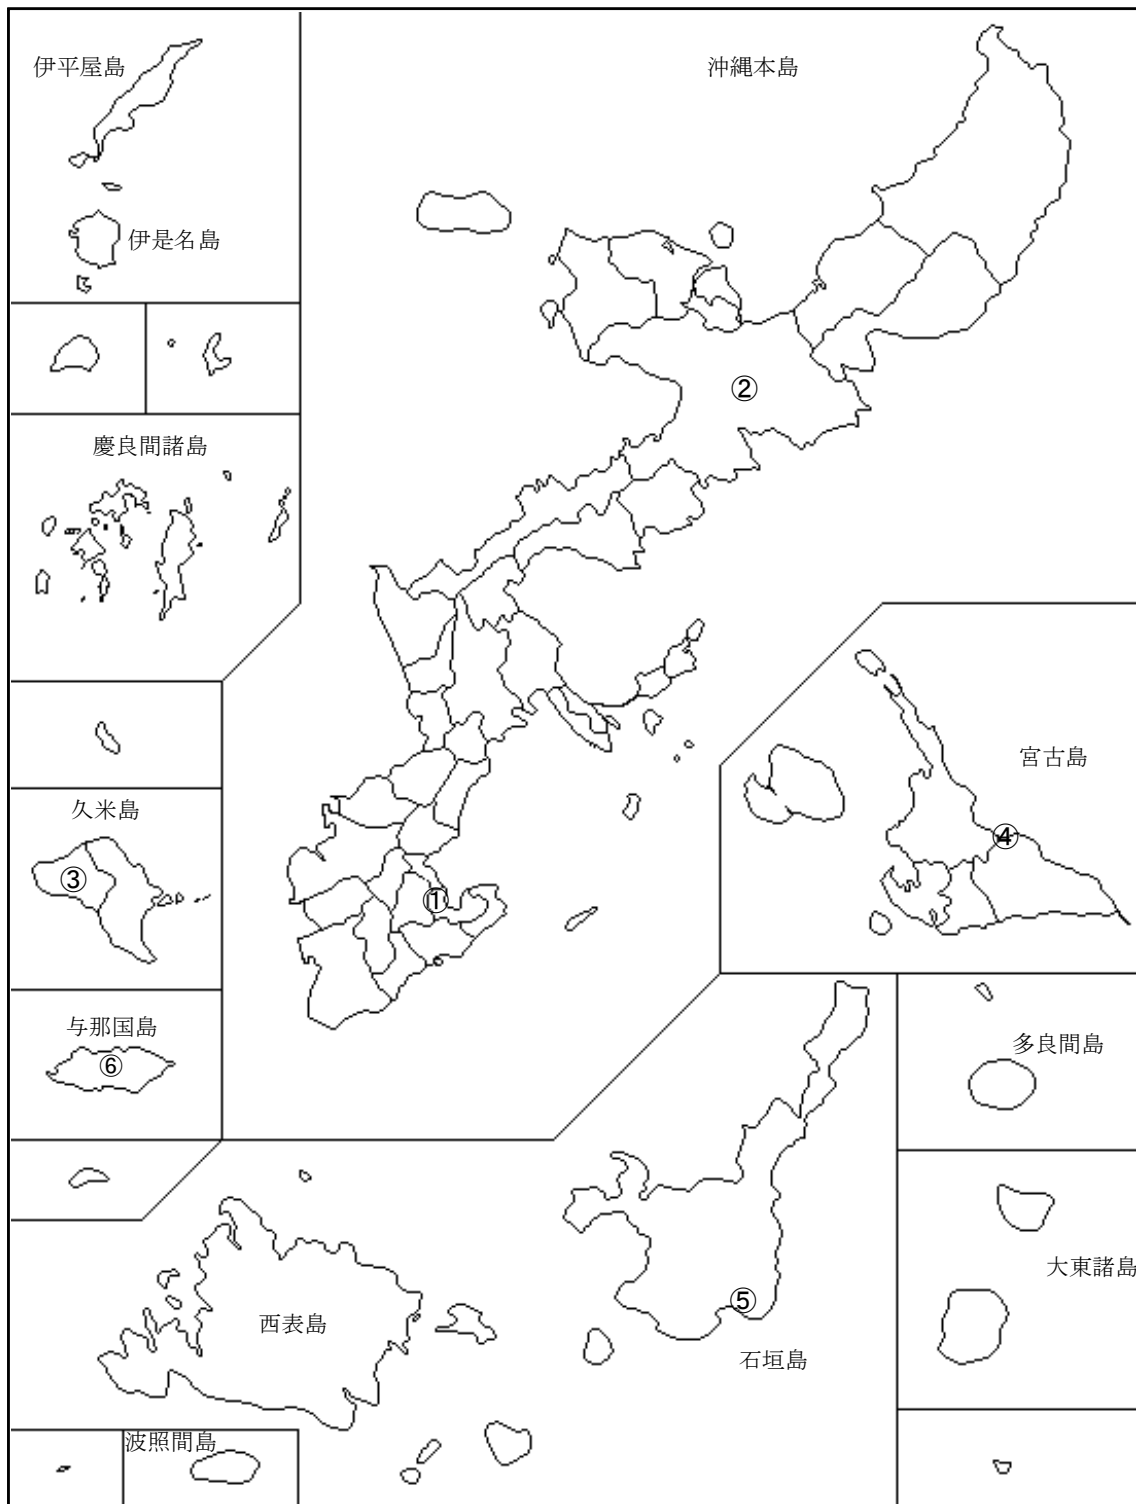 伊平屋島
沖縄本島
伊是名島
②
慶良間諸島
宮古島
久米島
④
③
①
与那国島
⑥
多良間島
大東諸島
⑤
西表島
石垣島
波照間島